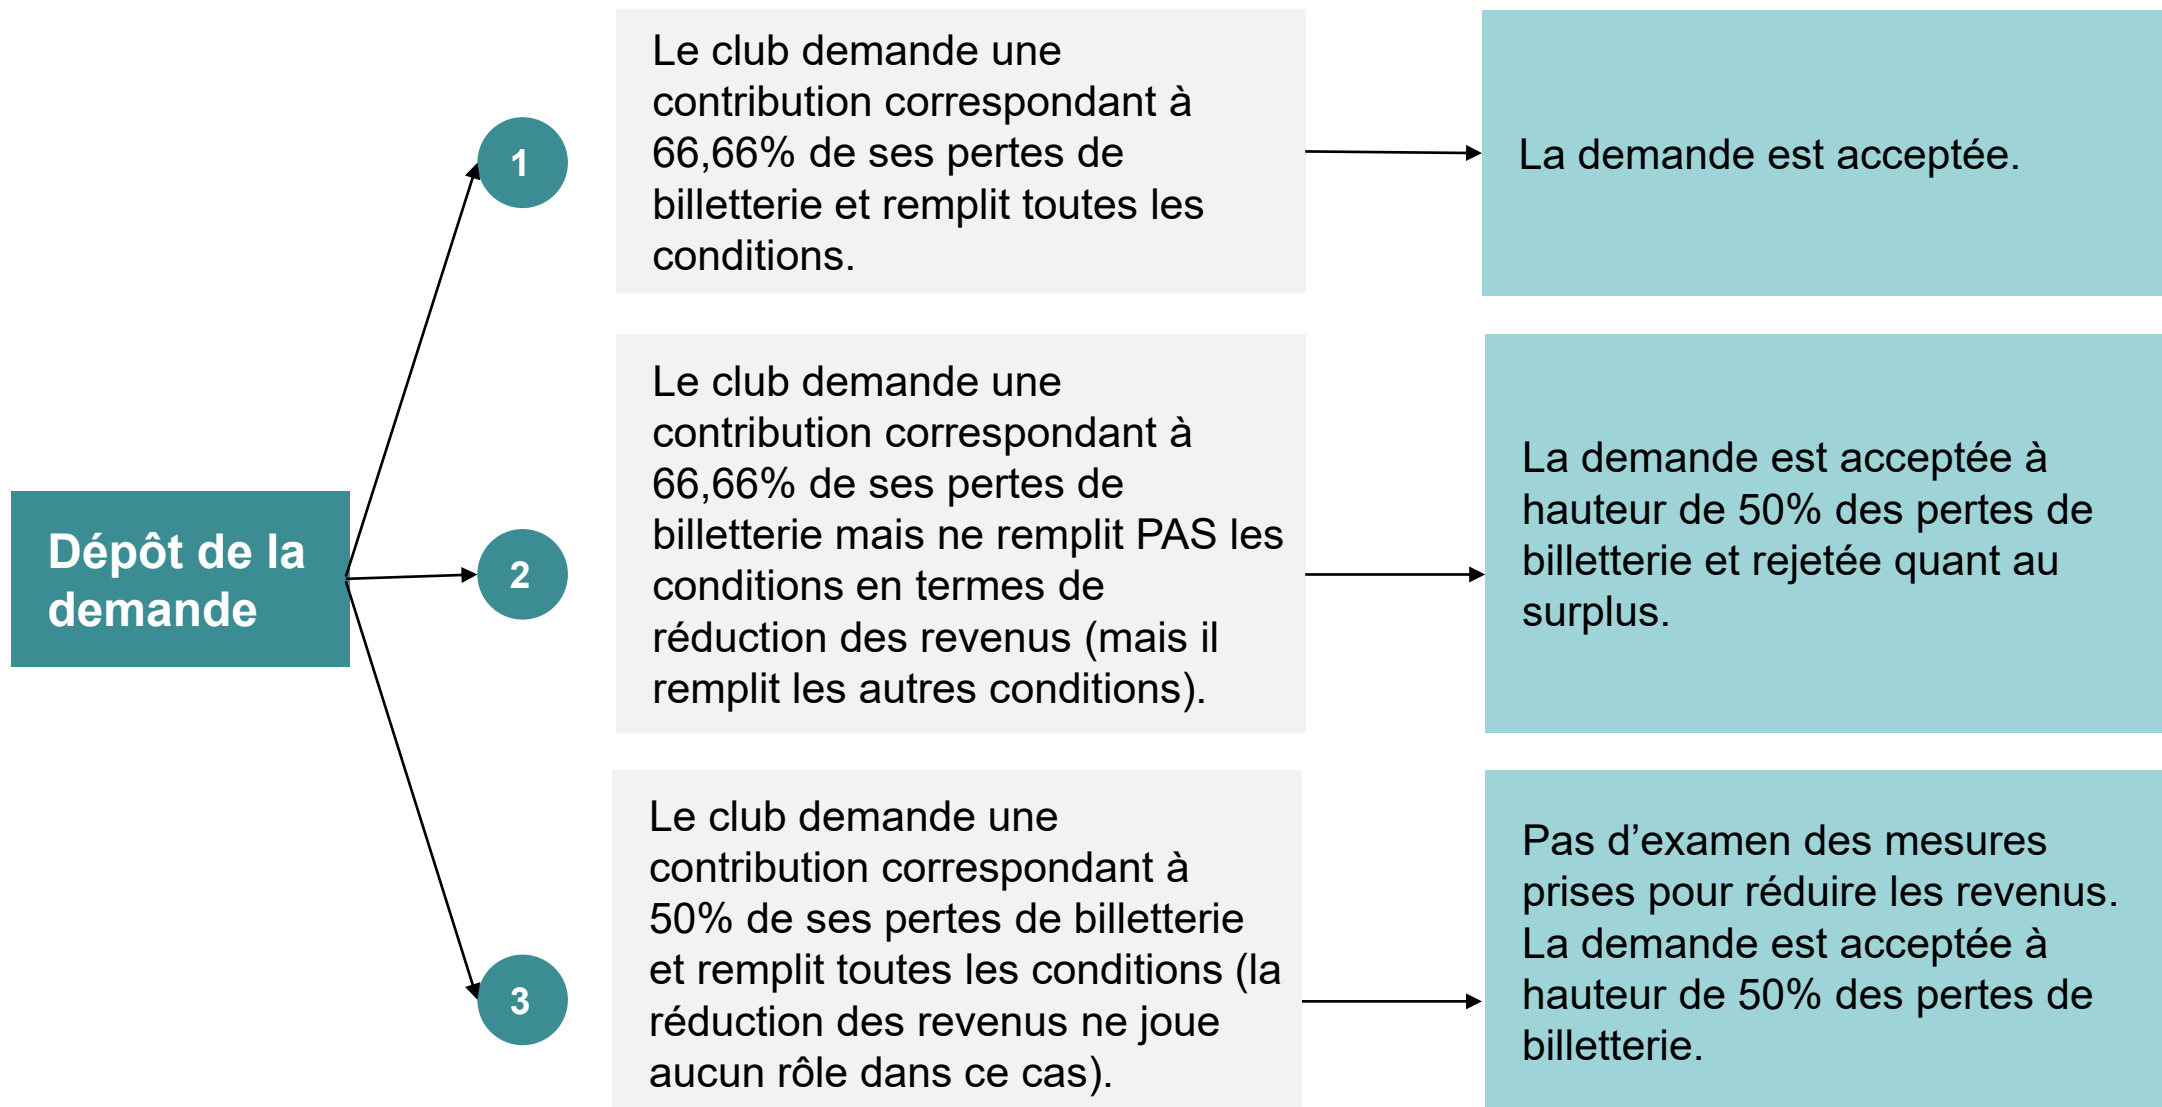 Dépôt de la
demande
1
Le club demande une
contribution correspondant à
66,66% de ses pertes de
billetterie et remplit toutes les
conditions.
La demande est acceptée.
2
Le club demande une
contribution correspondant à
66,66% de ses pertes de
billetterie mais ne remplit PAS les
conditions en termes de
réduction des revenus (mais il
remplit les autres conditions).
La demande est acceptée à
hauteur de 50% des pertes de
billetterie et rejetée quant au
surplus.
3
Le club demande une
contribution correspondant à
50% de ses pertes de billetterie
et remplit toutes les conditions (la
réduction des revenus ne joue
aucun rôle dans ce cas).
Pas d’examen des mesures
prises pour réduire les revenus.
La demande est acceptée à
hauteur de 50% des pertes de
billetterie.